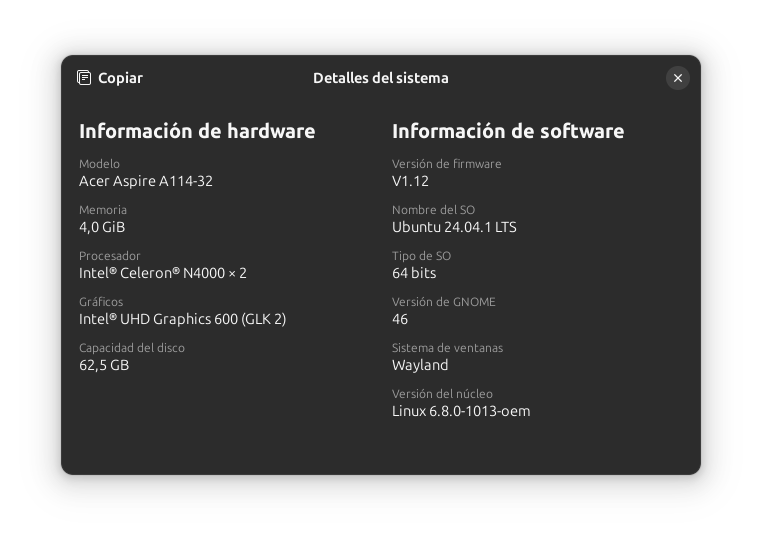 Copiar
Detalles del sistema
Información de hardware
Modelo
Acer Aspire A114-32
Memoria
4,0 GiB
Procesador
Intel® Celeron® N4000 × 2
Gráficos
Intel® UHD Graphics 600 (GLK 2)
Capacidad del disco
62,5 GB
Información de software
Versión de firmware
V1.12
Nombre del SO
Ubuntu 24.04.1 LTS
Tipo de SO
64 bits
Versión de GNOME
46
Sistema de ventanas
Wayland
Versión del núcleo
Linux 6.8.0-1013-oem